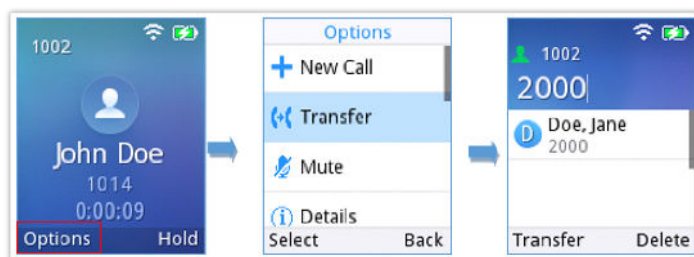 1002
John Doe
1014
0:00:09
Options Hold
Options
New Call
Transfer
Mute
Details
Select Back
1002
2000
D
Doe, Jane
2000
Transfer Delete